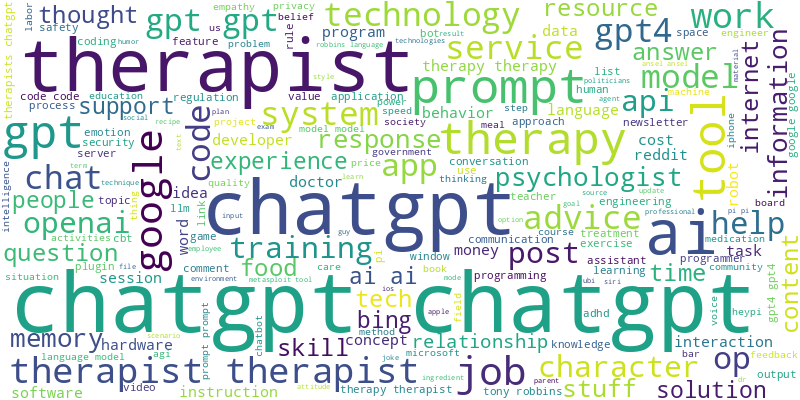 therapists chatgpt
labor
safety
thought
coding
humor
gpt gpt
empathy
us
feature
problem
privacy
belief
rule
robbins language
technology
program
bot
result
technologies
resource
data
gpt4
space
work
engineer
answer
politicians
ansel ansel
therapist
prompt
service
therapy therapy
list
human
model
material
internet
information
google google
style
code code
education
process
social
support
regulation
plan
value
application
power
speed
society
system
behavior
step
agent
approach
language
api
machine
newsletter
iphone
gpt
emotion
security
server
recipe
text
code
project
exam
developer
model model
government
response
meal
therapy
tool
cost
reddit
robot
intelligence
chat
term
technique
google
experience
quality
price
learn
doctor
app
conversation
thinking
use
teacher
psychologist
engineering
source
update
professional
pi pi
board
people
topic
thing
idea
link
llm
input
chatgpt
option
goal
advice
treatment
exercise
medication
ai
help
openai
activities
cbt
word
game
employee
training
guy
pi
window
communication
course
money
post
assistant
programmer
learning
community
task
question
plugin
file
situation
session
comment
environment
food
care
ai ai
ios
book
mode
programming
ubi
siri
time
voice
gpt4 gpt4
heypi
content
metasploit tool
tech
apple
field
adhd
chatgpt
chatgpt
memory
hardware
scenario
agi
language model
prompt prompt
chatbot
skill
bing
method
concept
relationship
knowledge
interaction
bar
op
feedback
joke
microsoft
therapist therapist
job
character
dr
output
software
video
instruction
attitude
ingredient
therapy therapist
parent
tony robbins
stuff
solution